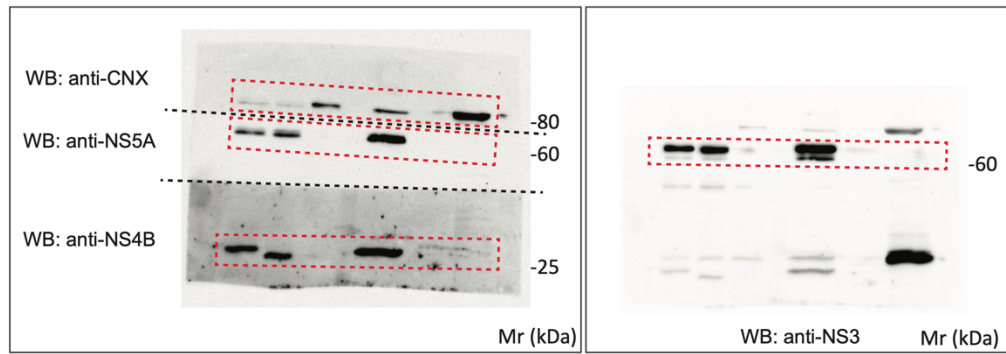 WB: anti-CNX
-80
WB: anti-NS5A
-60
WB: anti-NS4B
-25
Mr (kDa)
-60
WB: anti-NS3
Mr (kDa)